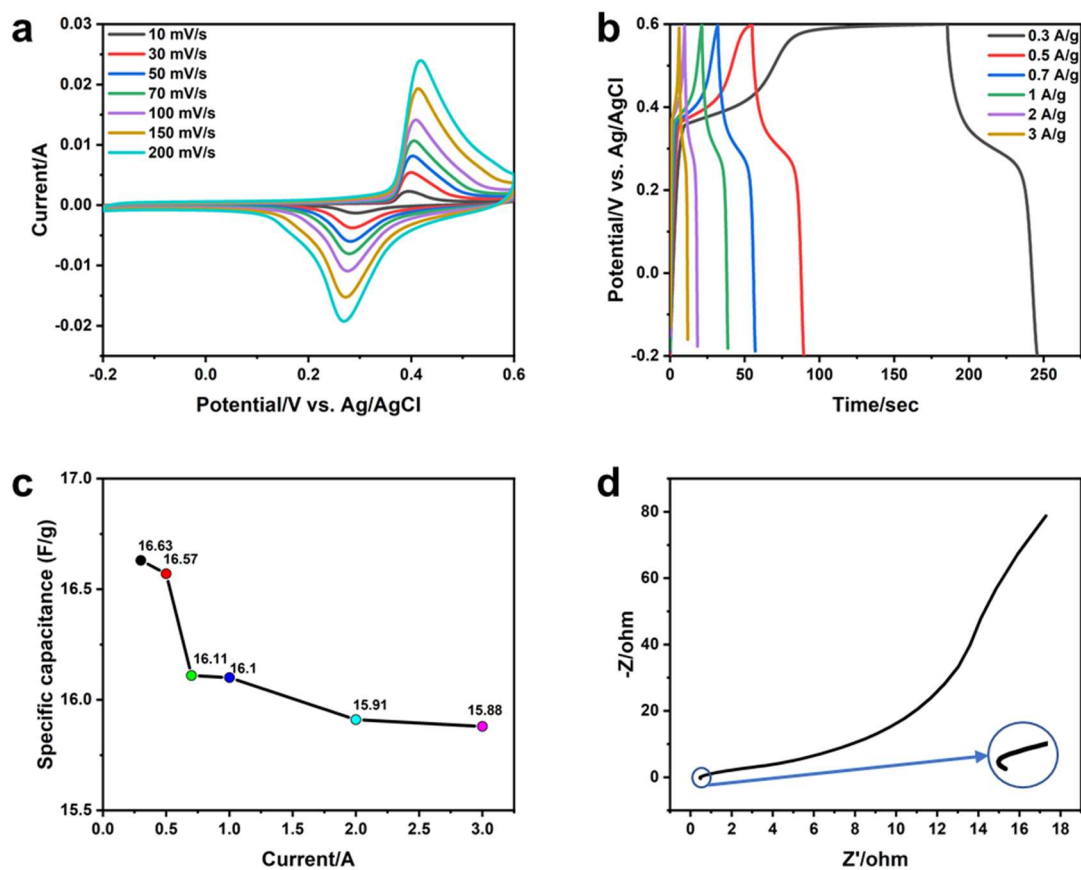 a
0.03
0.02
0.01
0.00
-0.01
-0.02
Current/A
10 mV/s
30 mV/s
50 mV/s
70 mV/s
100 mV/s
150 mV/s
200 mV/s
-0.2 0.0 0.2 0.4 0.6
Potential/V vs. Ag/AgCl
b
0.6
0.4
0.2
0.0
-0.2
Potential/V vs. Ag/AgCl
0.3 A/g
0.5 A/g
0.7 A/g
1 A/g
2 A/g
3 A/g
0 50 100 150 200 250
Time/sec
c
17.0
16.5
16.0
15.5
Specific capacitance (F/g)
16.63
16.57
16.11
16.1
15.91
15.88
0.0 0.5 1.0 1.5 2.0 2.5 3.0
Current/A
d
80
60
40
20
0
-Z/ohm
0 2 4 6 8 10 12 14 16 18
Z'/ohm